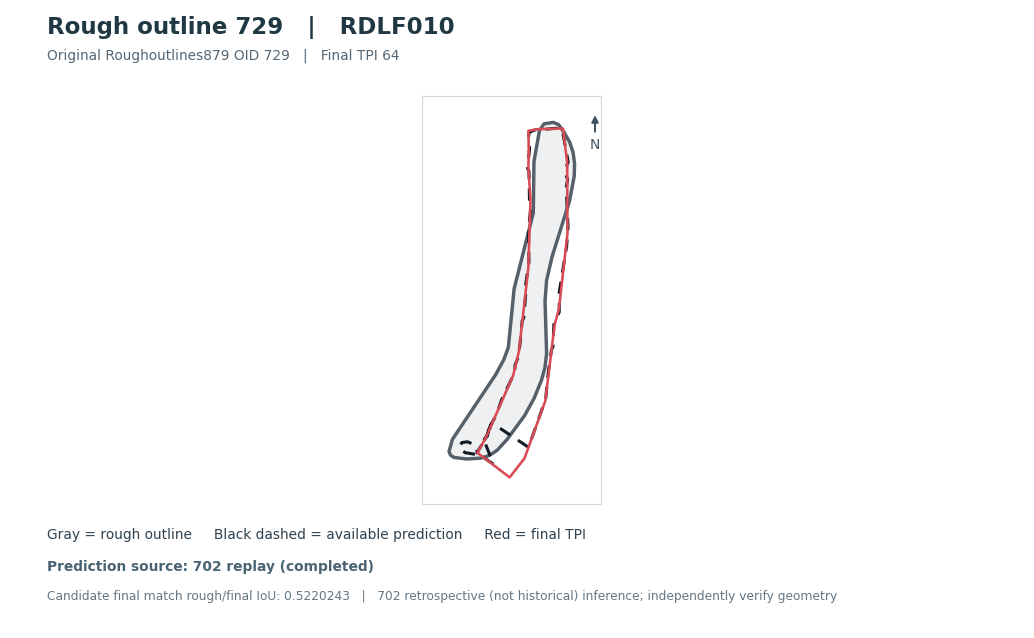 Rough outline 729   |   RDLF010
Original Roughoutlines879 OID 729   |   Final TPI 64
N
Gray = rough outline     Black dashed = available prediction     Red = final TPI
Prediction source: 702 replay (completed)
Candidate final match rough/final IoU: 0.5220243   |   702 retrospective (not historical) inference; independently verify geometry